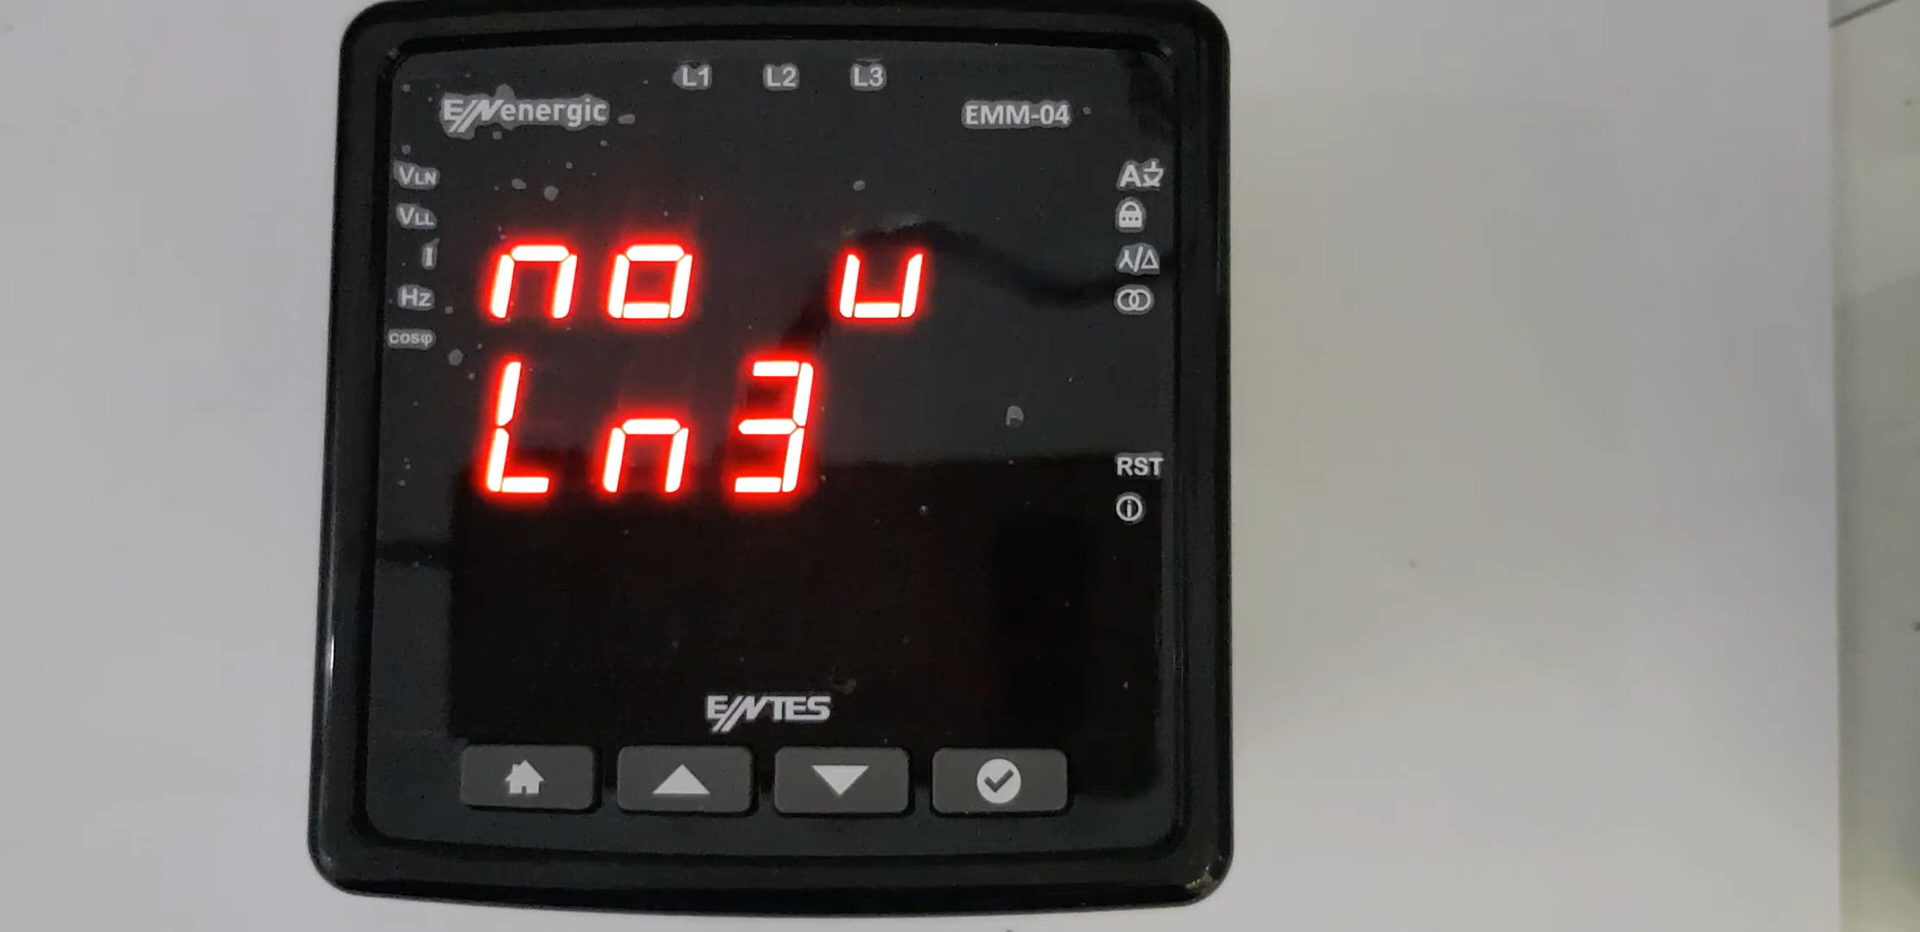 L1 L2 L3
ENenergic EMM-04
VLN
VLL
I
Hz
cosφ
no u
Ln3
A
λ/Δ
RST
i
ENTES